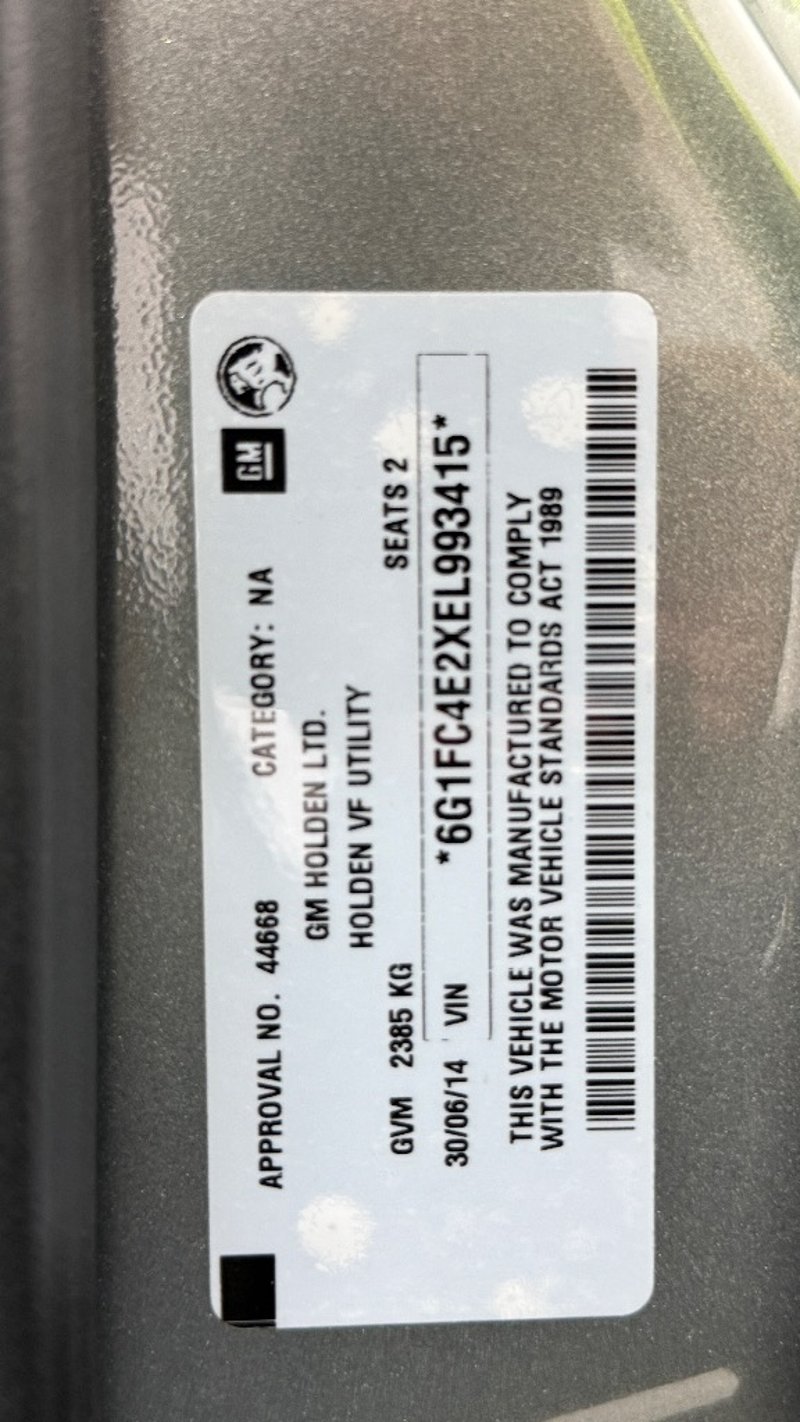 APPROVAL NO. 44668 CATEGORY: NA GM
GM HOLDEN LTD.
HOLDEN VF UTILITY
GVM 2385 KG SEATS 2
30/06/14 VIN *6G1FC4E2XEL993415*
THIS VEHICLE WAS MANUFACTURED TO COMPLY
WITH THE MOTOR VEHICLE STANDARDS ACT 1989